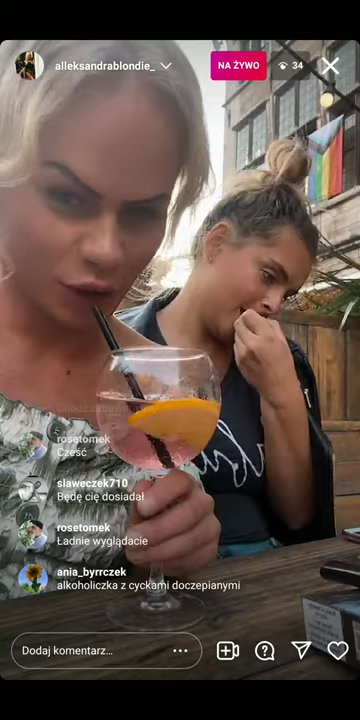 alleksandrablondie_
NA ŻYWO
34
rosetomek
Cześć
slaweczek710
Będę cię dosiadał
rosetomek
Ładnie wyglądacie
ania_byrrczek
alkoholiczka z cyckami doczepianymi
Dodaj komentarz...